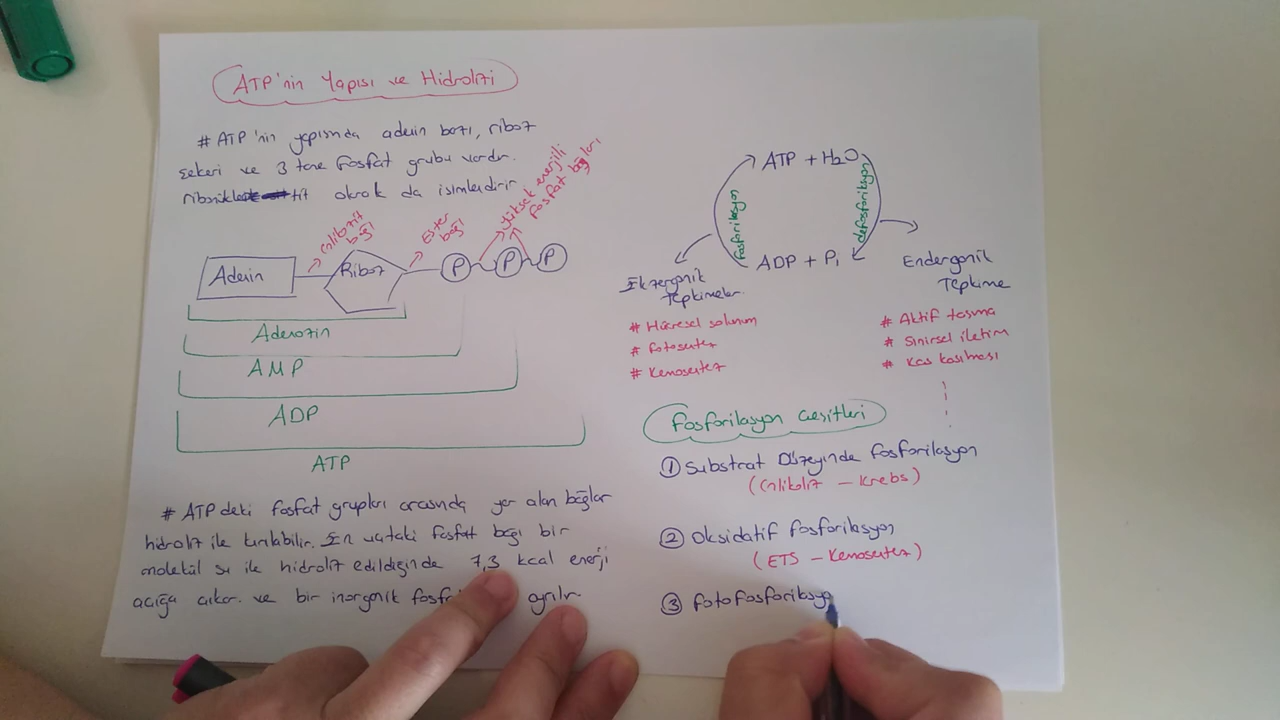 ATP'nin Yapısı ve Hidrolizi
# ATP'nin yapısında adenin bazı, riboz
şekeri ve 3 tane fosfat grubu vardır.
olarak da isimlendirir
Glikozit
bağı
Ester
bağı
yüksek enerjili
fosfat bağları
Adenin
Riboz
P
P
P
Adenozin
AMP
ADP
ATP
# ATP deki fosfat grupları arasında yer alan bağlar
hidroliz ile kırılabilir. En uçtaki fosfat bağı bir
molekül su ile hidroliz edildiğinde 7,3 kcal enerji
açığa çıkar. ve bir inorganik ayrılır
ATP + H2O
fosforilasyon
defosforilasyon
ADP + Pi
Ekzergonik
Tepkimeler
# Hücresel solunum
# Fotosentez
# Kemosentez
Endergonik
Tepkime
# Aktif taşıma
# Sinirsel iletim
# Kas kasılması
Fosforilasyon Çeşitleri
1 Substrat Düzeyinde Fosforilasyon
(Glikoliz - Krebs)
2 Oksidatif fosforilasyon
(ETS - Kemosentez)
3 Fotofosforilasyo